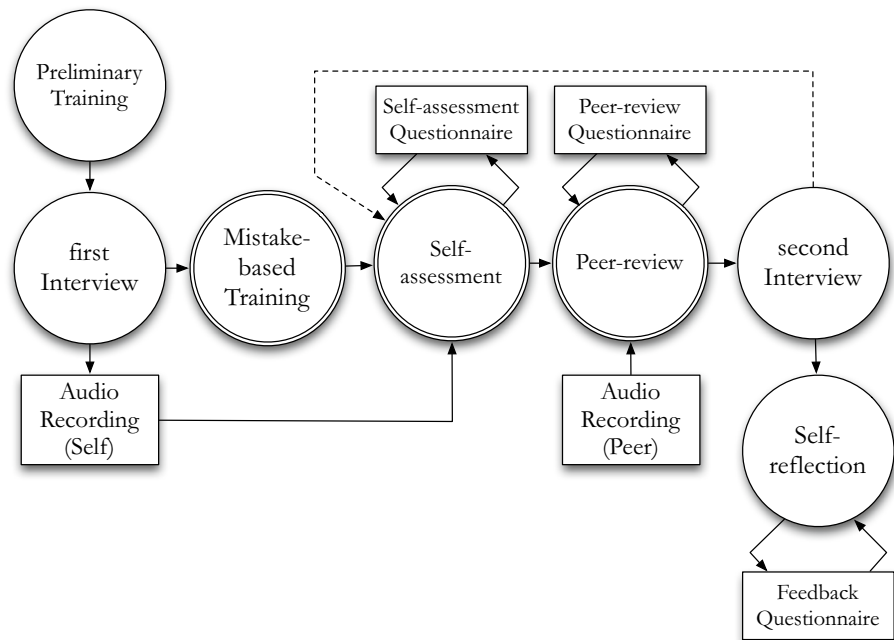 Preliminary
Training
Self-assessment
Questionnaire
Peer-review
Questionnaire
first
Interview
Mistake-
based
Training
Self-
assessment
Peer-review
second
Interview
Audio
Recording
(Self)
Audio
Recording
(Peer)
Self-
reflection
Feedback
Questionnaire